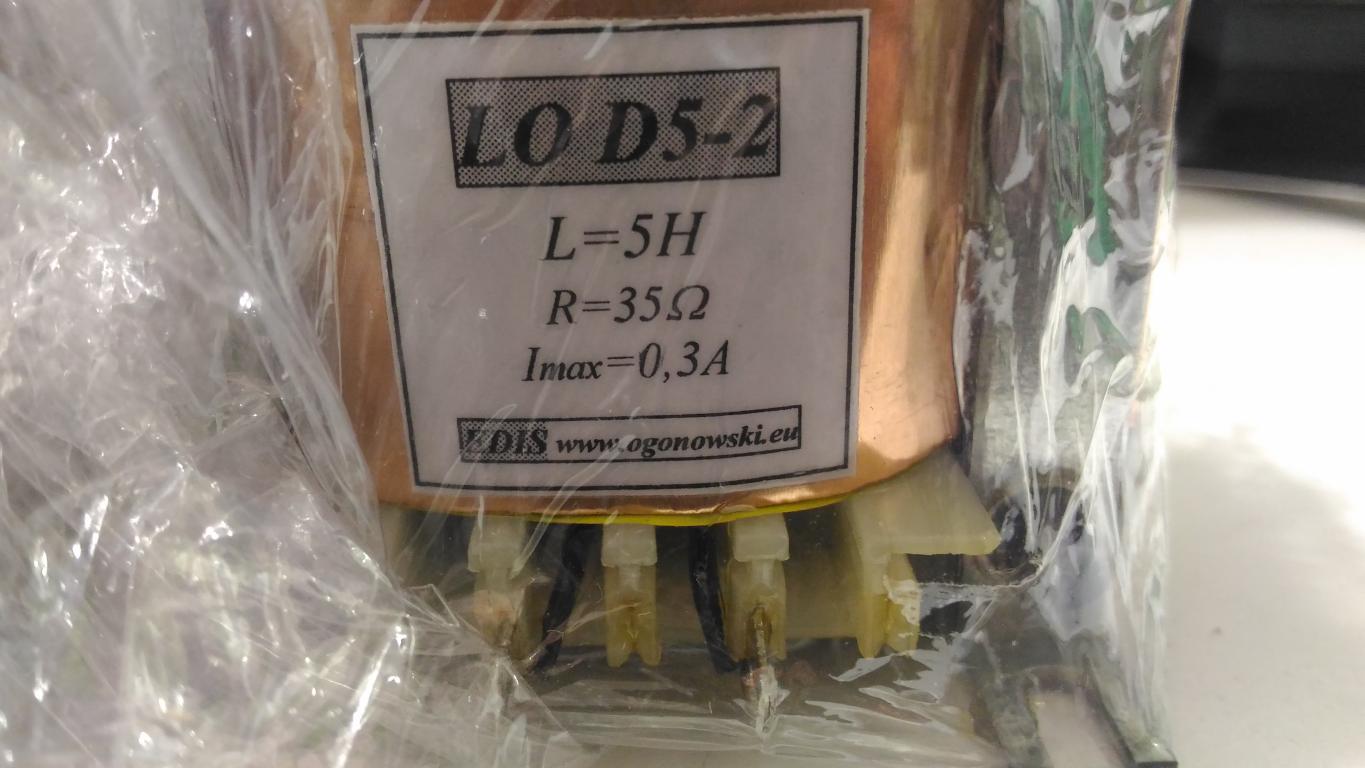 LO D5-2
L=5H
R=35Ω
Imax=0,3A
EDIS www.ogonowski.eu